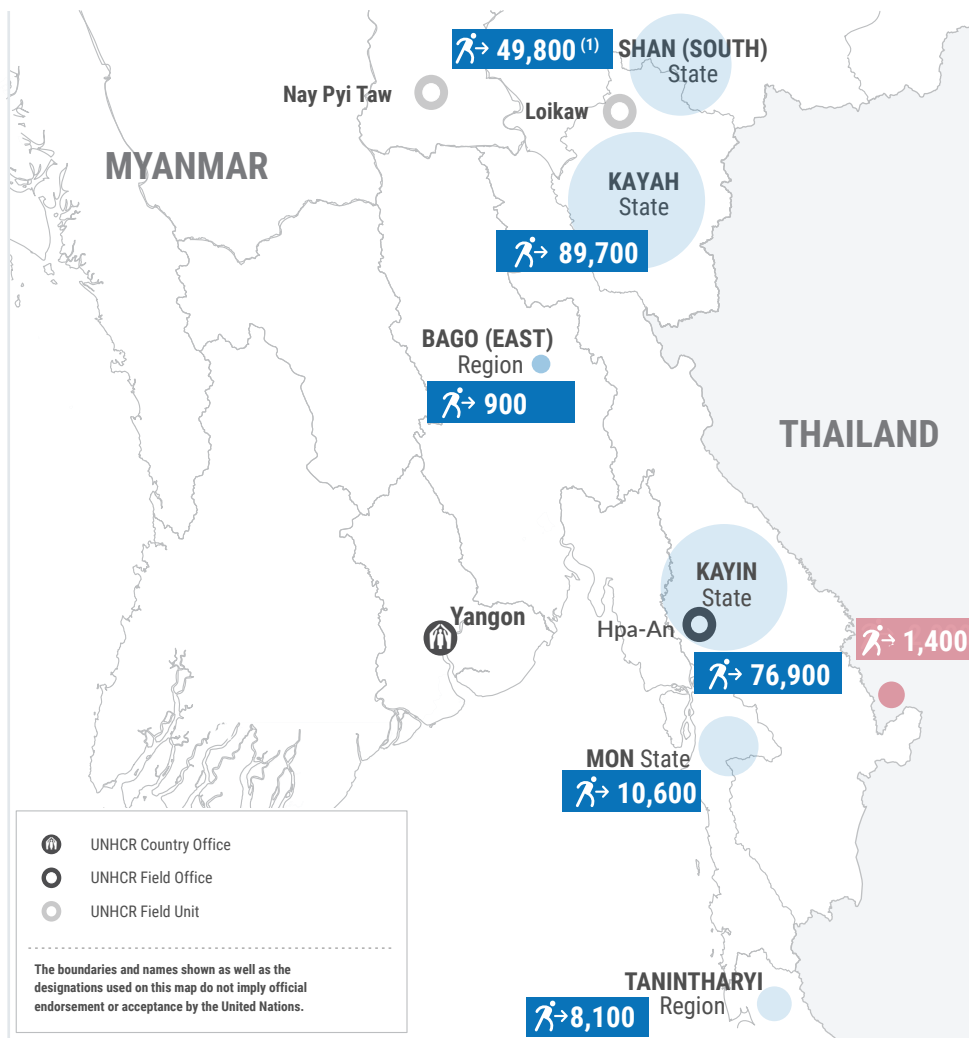 49,800 (1)
SHAN (SOUTH)
State
Nay Pyi Taw
Loikaw
MYANMAR
KAYAH
State
89,700
BAGO (EAST)
Region
900
THAILAND
KAYIN
State
Yangon
Hpa-An
1,400
76,900
MON State
10,600
UNHCR Country Office
UNHCR Field Office
UNHCR Field Unit
The boundaries and names shown as well as the
designations used on this map do not imply official
endorsement or acceptance by the United Nations.
TANINTHARYI
Region
8,100